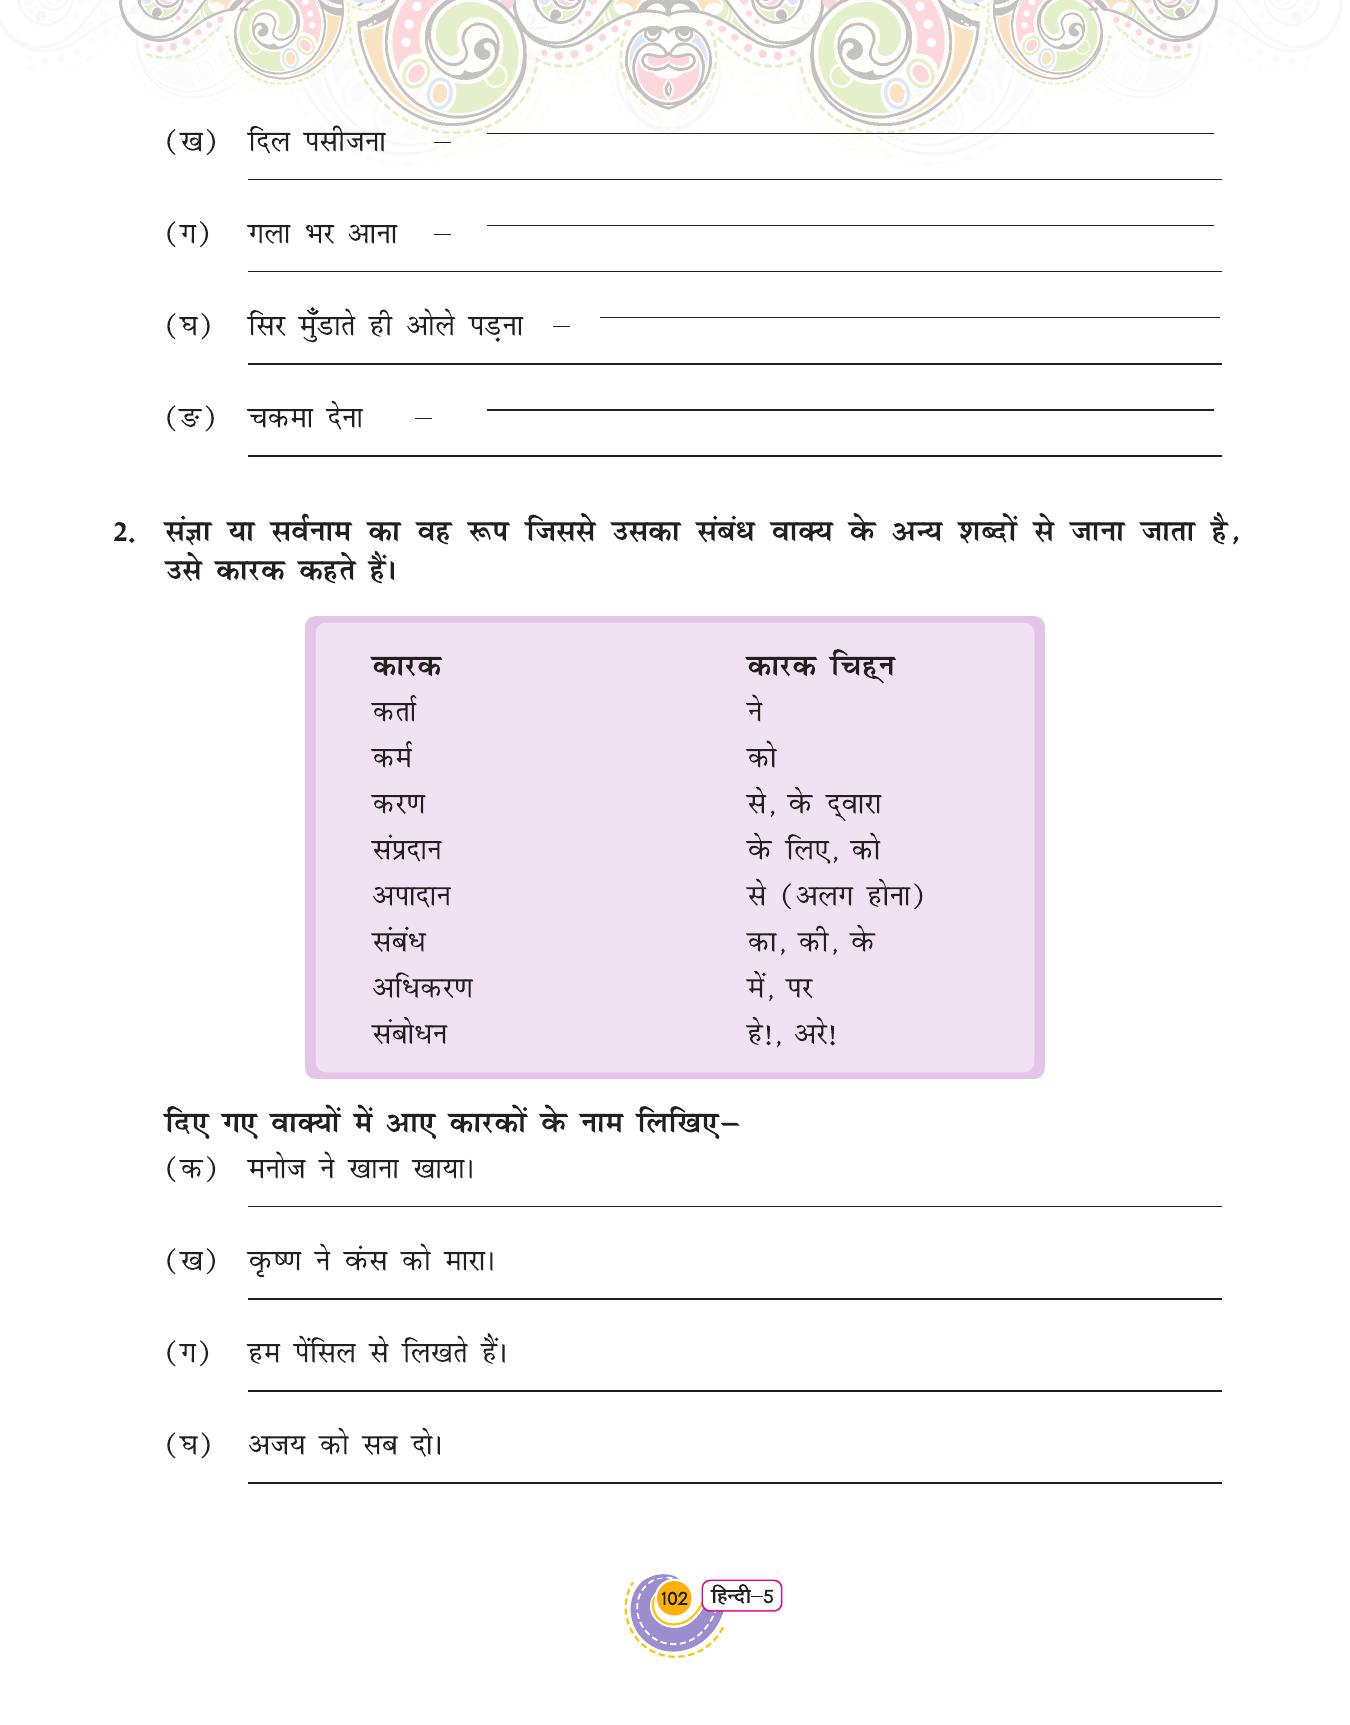 (ख) दिल पसीजना –
(ग) गला भर आना –
(घ) सिर मुँडाते ही ओले पड़ना –
(ङ) चकमा देना –
2. संज्ञा या सर्वनाम का वह रूप जिससे उसका संबंध वाक्य के अन्य शब्दों से जाना जाता है,
उसे कारक कहते हैं।
कारक कारक चिह्‌न
कर्ता ने
कर्म को
करण से, के द्‌वारा
संप्रदान के लिए, को
अपादान से (अलग होना)
संबंध का, की, के
अधिकरण में, पर
संबोधन हे!, अरे!
दिए गए वाक्यों में आए कारकों के नाम लिखिए–
(क) मनोज ने खाना खाया।
(ख) कृष्ण ने कंस को मारा।
(ग) हम पेंसिल से लिखते हैं।
(घ) अजय को सब दो।
102 हिन्दी–5